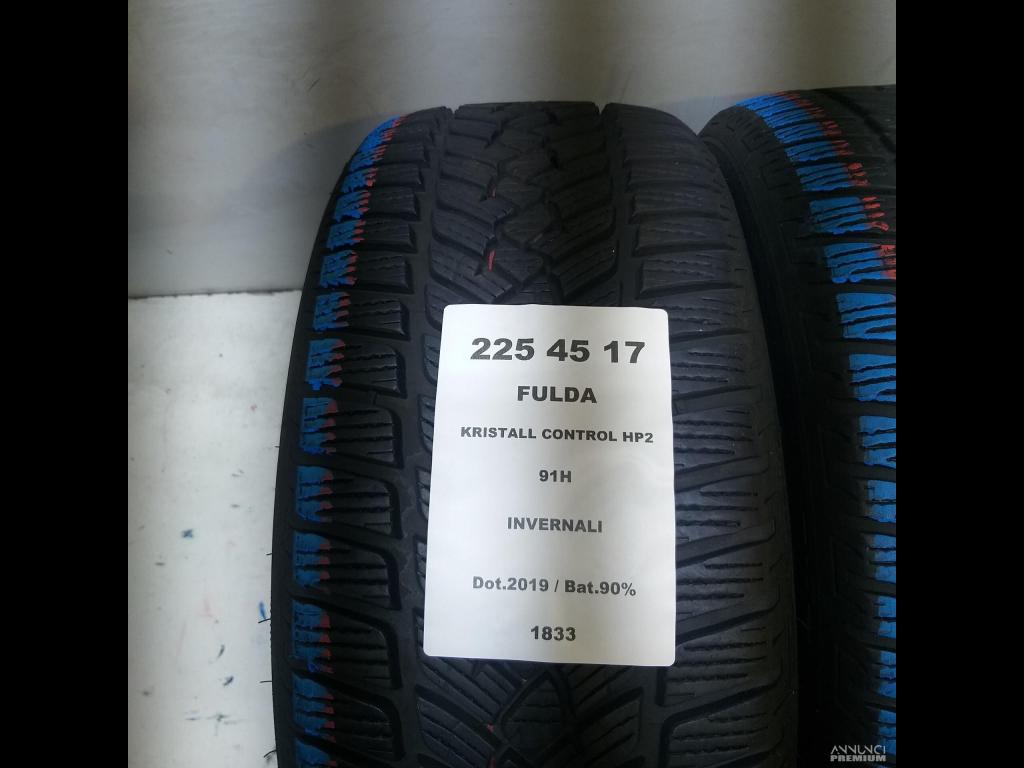 225 45 17
FULDA
KRISTALL CONTROL HP2
91H
INVERNALI
Dot.2019 / Bat.90%
1833
ANNUNCI
PREMIUM